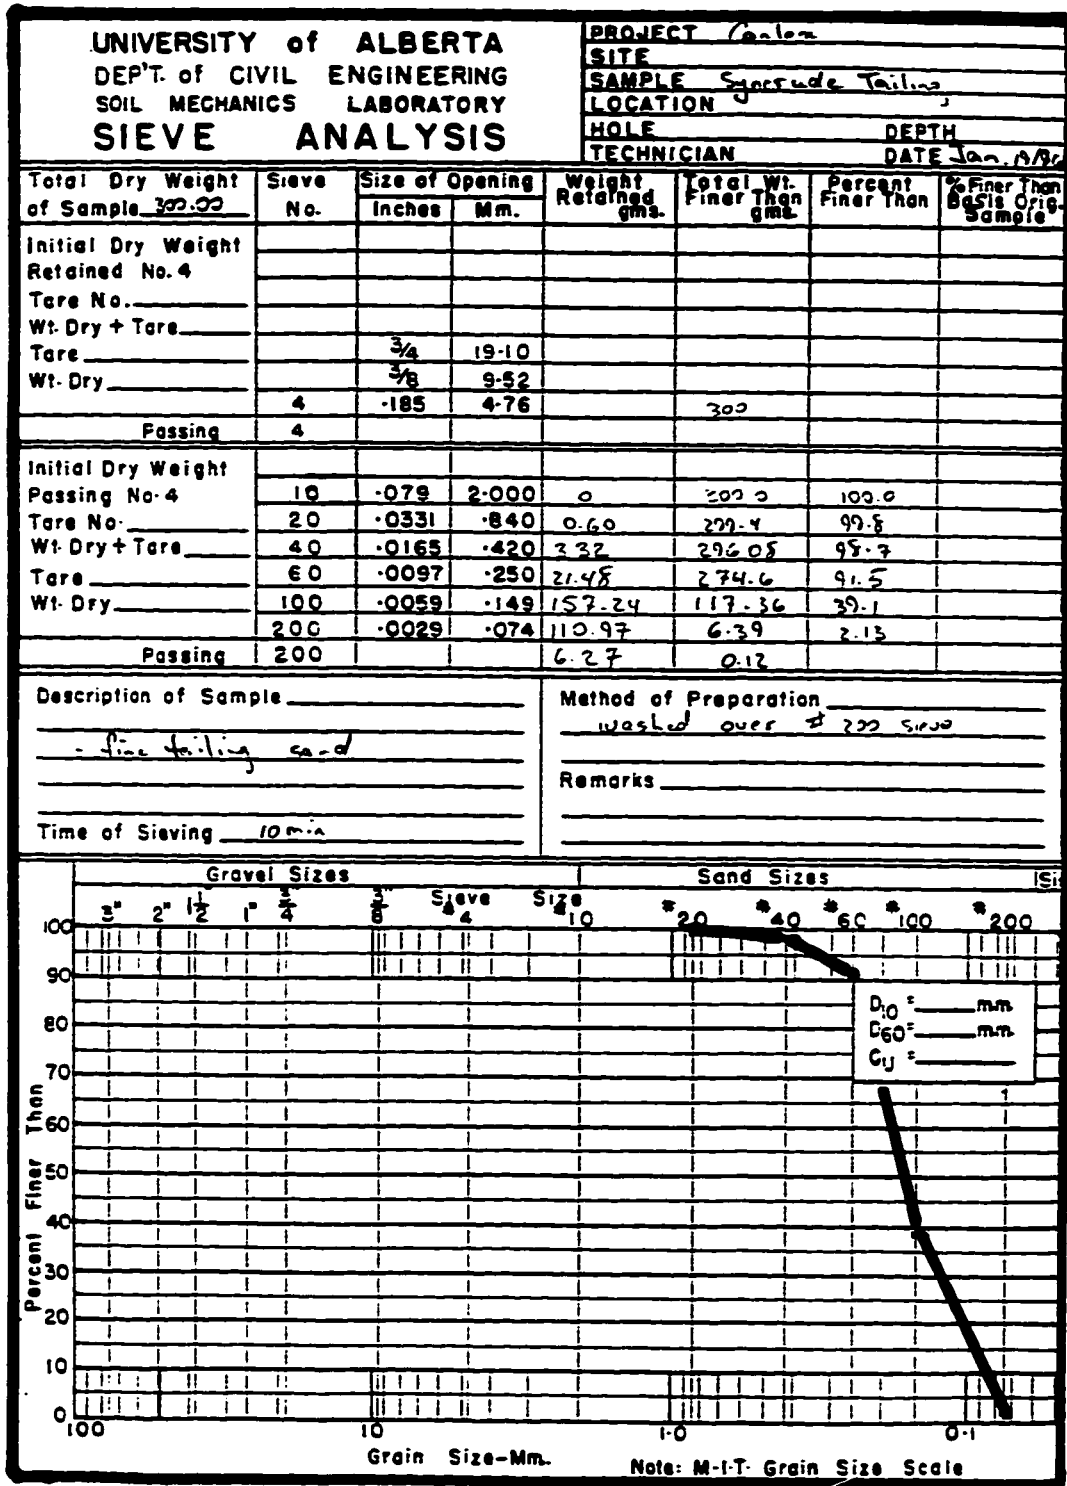 UNIVERSITY of ALBERTA
DEP'T. of CIVIL ENGINEERING
SOIL MECHANICS LABORATORY
SIEVE ANALYSIS
PROJECT
SITE
SAMPLE Syncrude Tailing
LOCATION
HOLE DEPTH
TECHNICIAN DATE Jan.
Total Dry Weight of Sample 300.00
Sieve No.
Size of Opening
Inches Mm.
Weight Retained gms.
Total Wt. Finer Than gms.
Percent Finer Than
% Finer Than Basis Orig. Sample
Initial Dry Weight
Retained No. 4
Tare No.
Wt. Dry + Tare
Tare 3/4 19.10
Wt. Dry 3/8 9.52
4 .185 4.76 300
Passing 4
Initial Dry Weight
Passing No. 4 10 .079 2.000 0 300.0 100.0
Tare No. 20 .0331 .840 0.60 299.4 99.8
Wt. Dry + Tare 40 .0165 .420 3.32 296.08 98.7
Tare 60 .0097 .250 21.48 274.6 91.5
Wt. Dry 100 .0059 .149 157.24 117.36 39.1
200 .0029 .074 110.97 6.39 2.13
Passing 200 6.27 0.12
Description of Sample
- fine tailing sand
Time of Sieving 10 min
Method of Preparation
washed over # 200 sieve
Remarks
Gravel Sizes Sand Sizes
Sieve Size
3" 2" 1½" 1" ¾" ⅜" #4 #10 #20 #40 #60 #100 #200
Percent Finer Than
100
90
80
70
60
50
40
30
20
10
0
D10 = mm
D60 = mm
CU =
100 10 1.0 0.1
Grain Size-Mm.
Note: M-I-T- Grain Size Scale